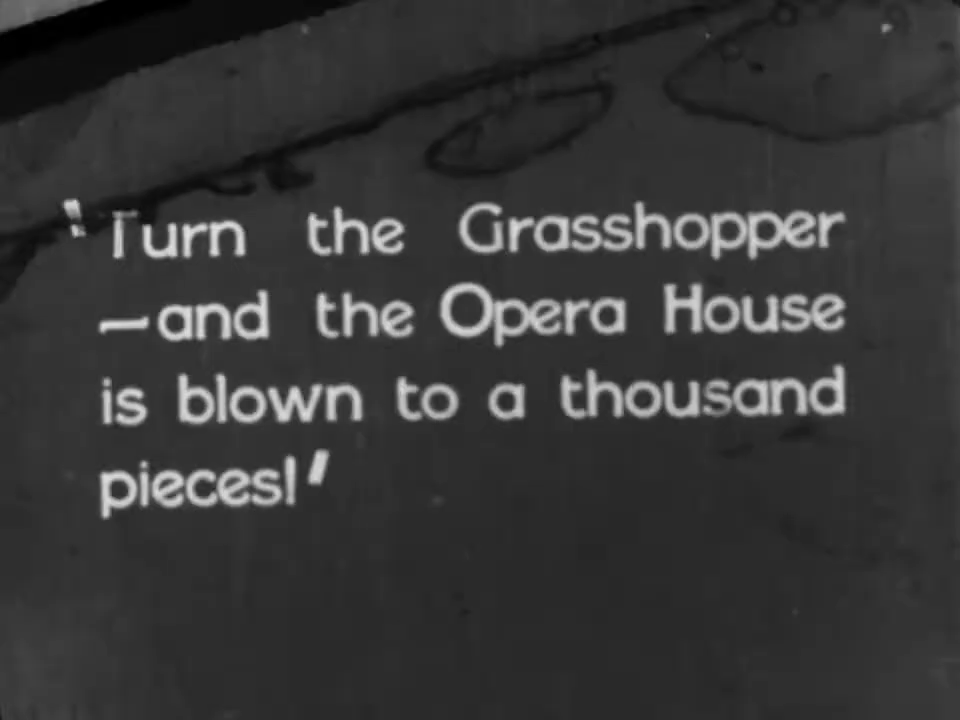 "Turn the Grasshopper
—and the Opera House
is blown to a thousand
pieces!"